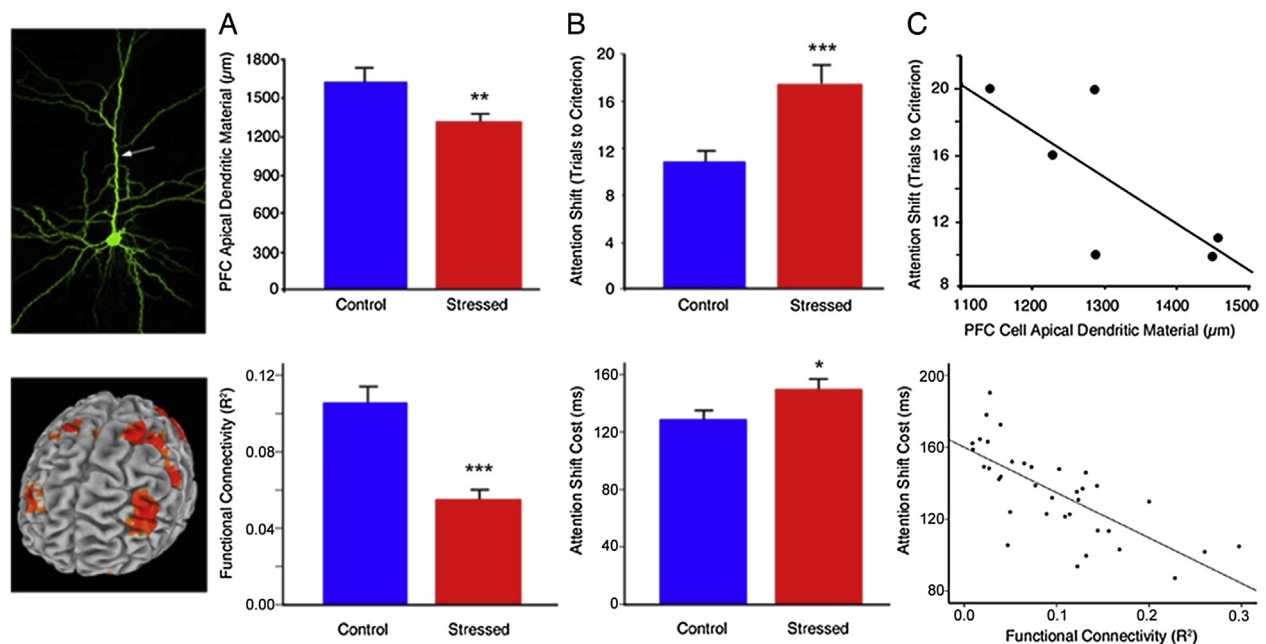 A
PFC Apical Dendritic Material (µm)
1800
1500
1200
900
600
300
0
**
Control Stressed
B
Attention Shift (Trials to Criterion)
20
16
12
8
4
0
***
Control Stressed
C
Attention Shift (Trials to Criterion)
20
16
12
8
1100 1200 1300 1400 1500
PFC Cell Apical Dendritic Material (µm)
Functional Connectivity (R²)
0.12
0.08
0.04
0.00
***
Control Stressed
Attention Shift Cost (ms)
160
120
80
40
0
*
Control Stressed
Attention Shift Cost (ms)
200
160
120
80
0.0 0.1 0.2 0.3
Functional Connectivity (R²)